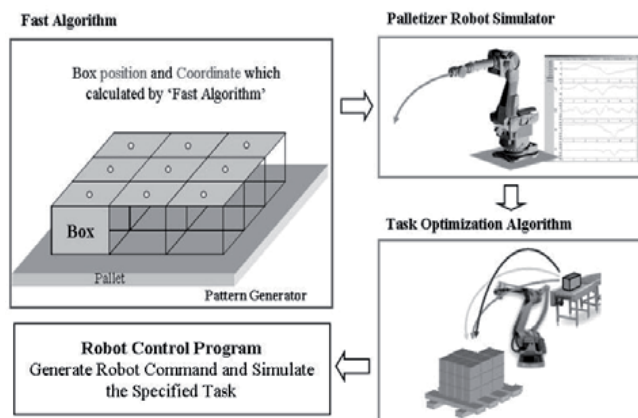 Fast Algorithm
Box position and Coordinate which
calculated by ‘Fast Algorithm’
Box
Pallet
Pattern Generator
Palletizer Robot Simulator
Task Optimization Algorithm
Robot Control Program
Generate Robot Command and Simulate
the Specified Task